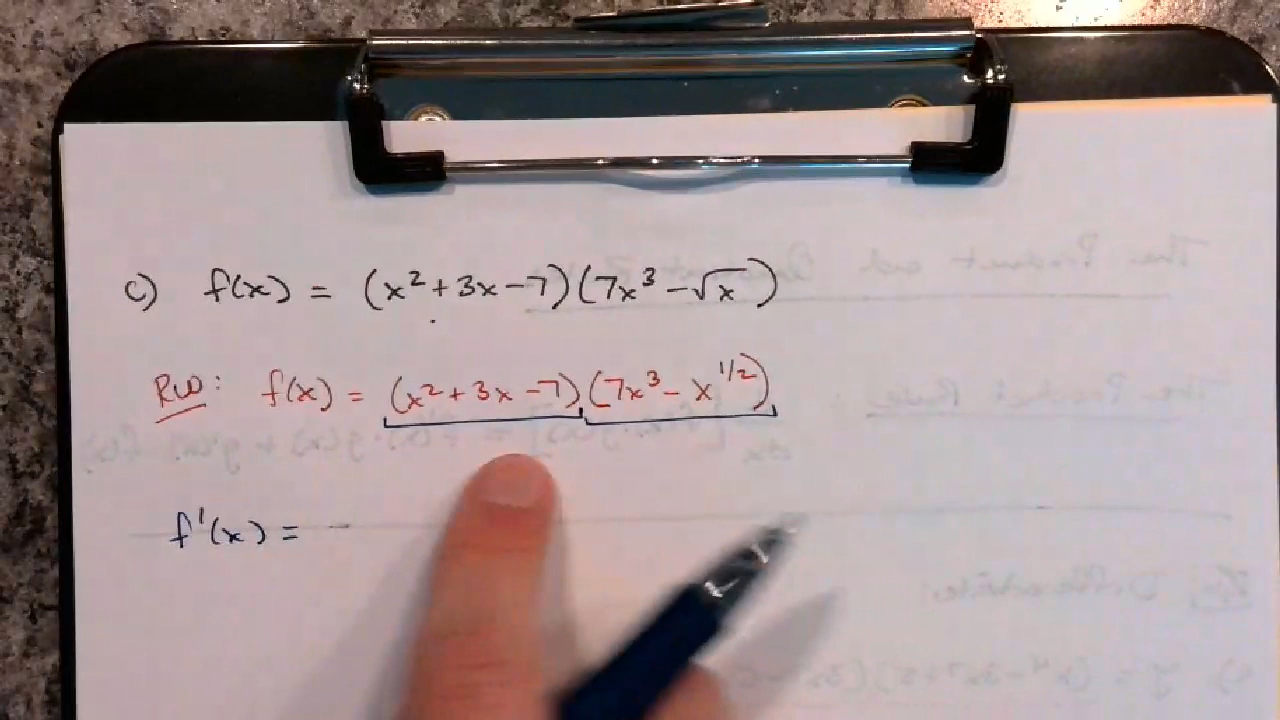 c) f(x) = (x²+3x-7)(7x³-√x)
RW: f(x) = (x²+3x-7)(7x³-x^1/2)
f'(x) =